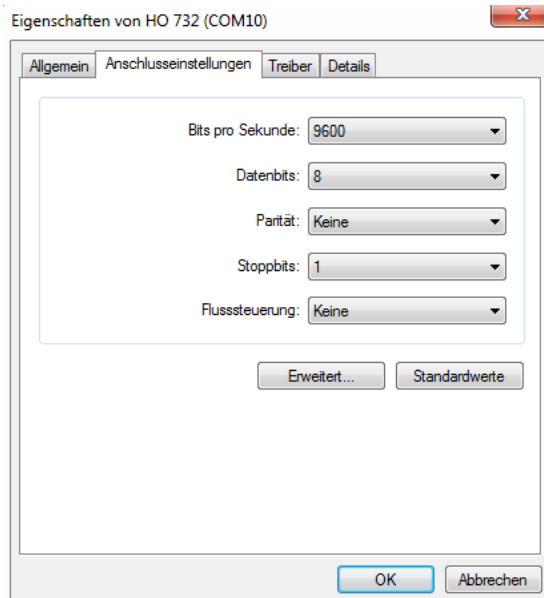 Eigenschaften von HO 732 (COM10)
Allgemein Anschlusseinstellungen Treiber Details
Bits pro Sekunde: 9600
Datenbits: 8
Parität: Keine
Stoppbits: 1
Flusssteuerung: Keine
Erweitert... Standardwerte
OK Abbrechen